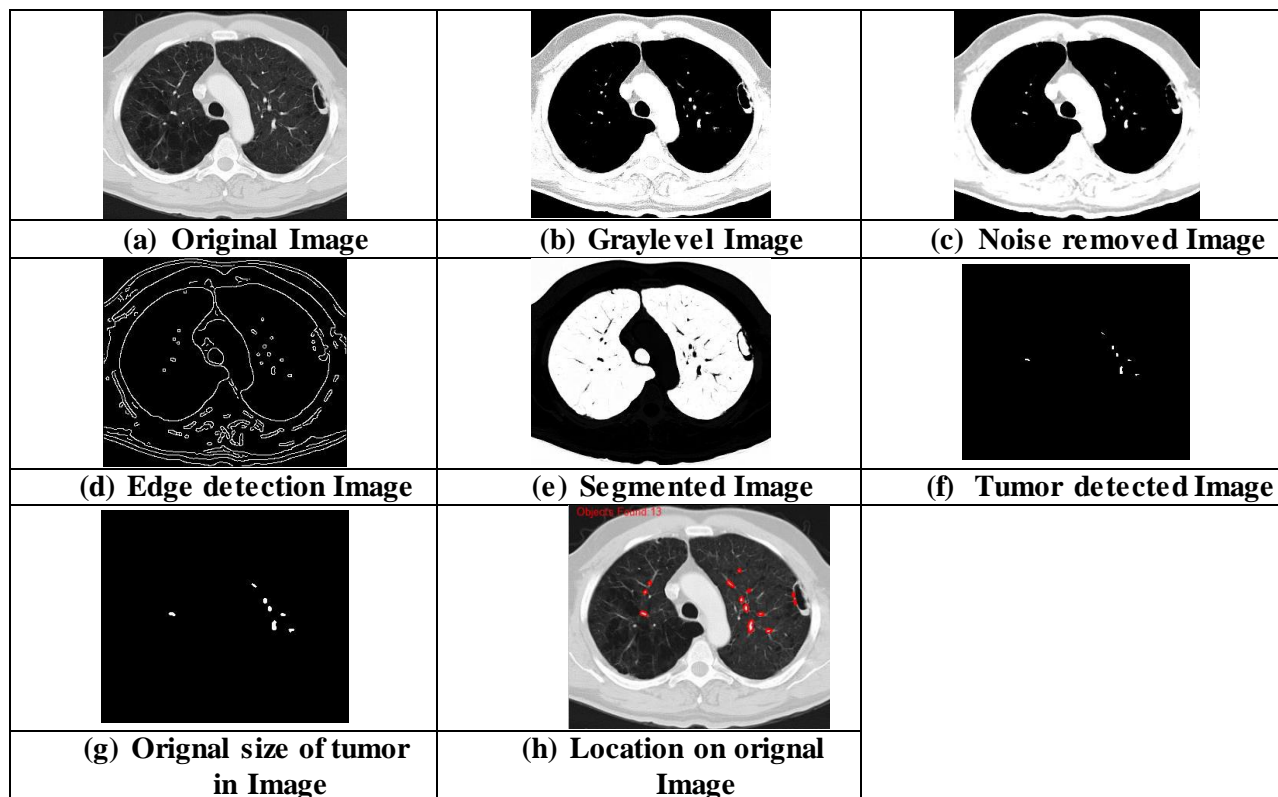 (a) Original Image
(b) Graylevel Image
(c) Noise removed Image
(d) Edge detection Image
(e) Segmented Image
(f) Tumor detected Image
Objects Found 13
(g) Orignal size of tumor
in Image
(h) Location on orignal
Image